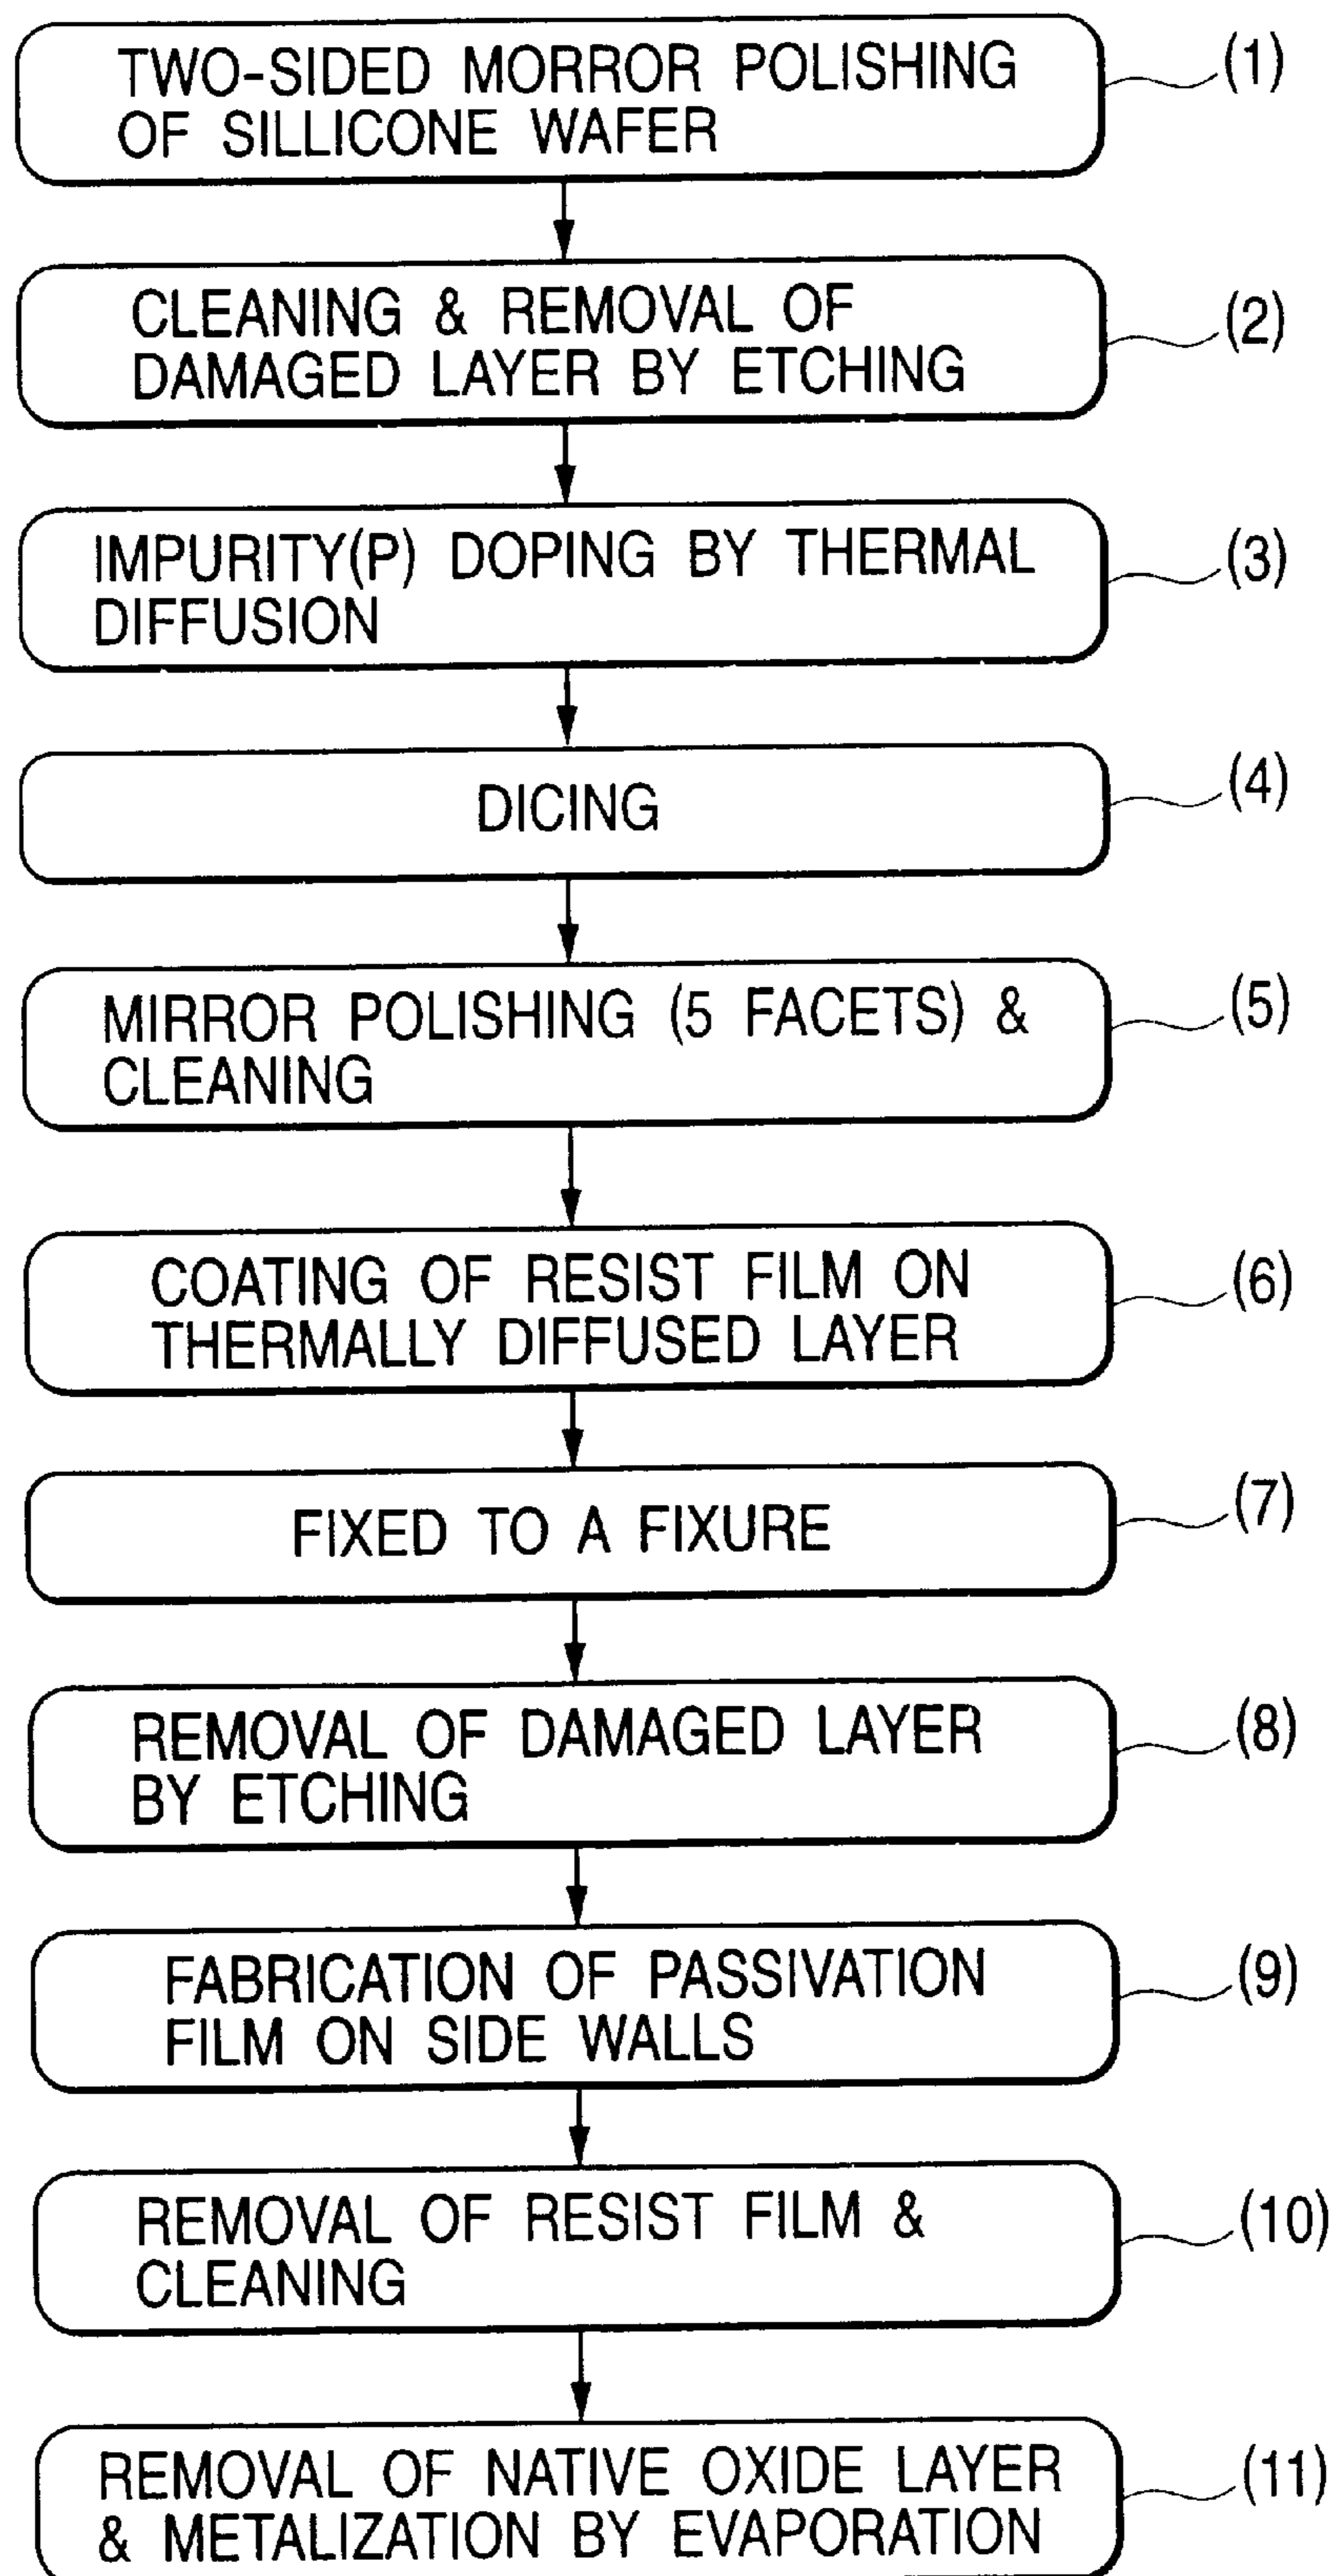 TWO-SIDED MORROR POLISHING
OF SILLICONE WAFER
(1)
CLEANING & REMOVAL OF
DAMAGED LAYER BY ETCHING
(2)
IMPURITY(P) DOPING BY THERMAL
DIFFUSION
(3)
DICING
(4)
MIRROR POLISHING (5 FACETS) &
CLEANING
(5)
COATING OF RESIST FILM ON
THERMALLY DIFFUSED LAYER
(6)
FIXED TO A FIXURE
(7)
REMOVAL OF DAMAGED LAYER
BY ETCHING
(8)
FABRICATION OF PASSIVATION
FILM ON SIDE WALLS
(9)
REMOVAL OF RESIST FILM &
CLEANING
(10)
REMOVAL OF NATIVE OXIDE LAYER
& METALIZATION BY EVAPORATION
(11)